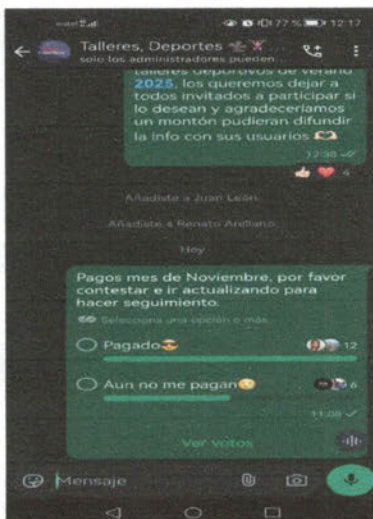 77 % 12:17
Talleres, Deportes
solo los administradores pueden...
talleres deportivos de verano
2025, los queremos dejar a
todos invitados a participar si
lo desean y agradeceríamos
un montón pudieran difundir
la info con sus usuarios
12:30
4
Añadiste a Juan León.
Añadiste a Renato Arellano.
Hoy
Pagos mes de Noviembre, por favor
contestar e ir actualizando para
hacer seguimiento.
Selecciona una opción o más.
Pagado 12
Aun no me pagan 6
11:08
Ver votos
Mensaje